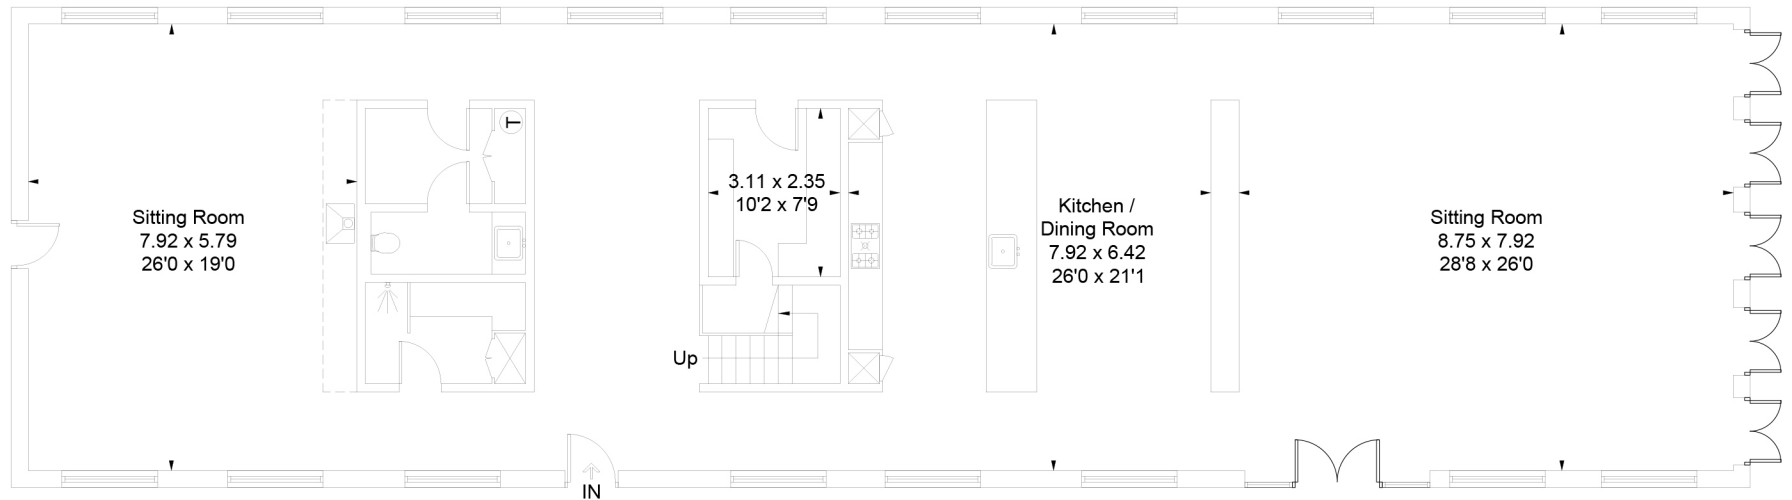 T
3.11 x 2.35
10'2 x 7'9
Sitting Room
7.92 x 5.79
26'0 x 19'0
Kitchen /
Dining Room
7.92 x 6.42
26'0 x 21'1
Sitting Room
8.75 x 7.92
28'8 x 26'0
Up
IN